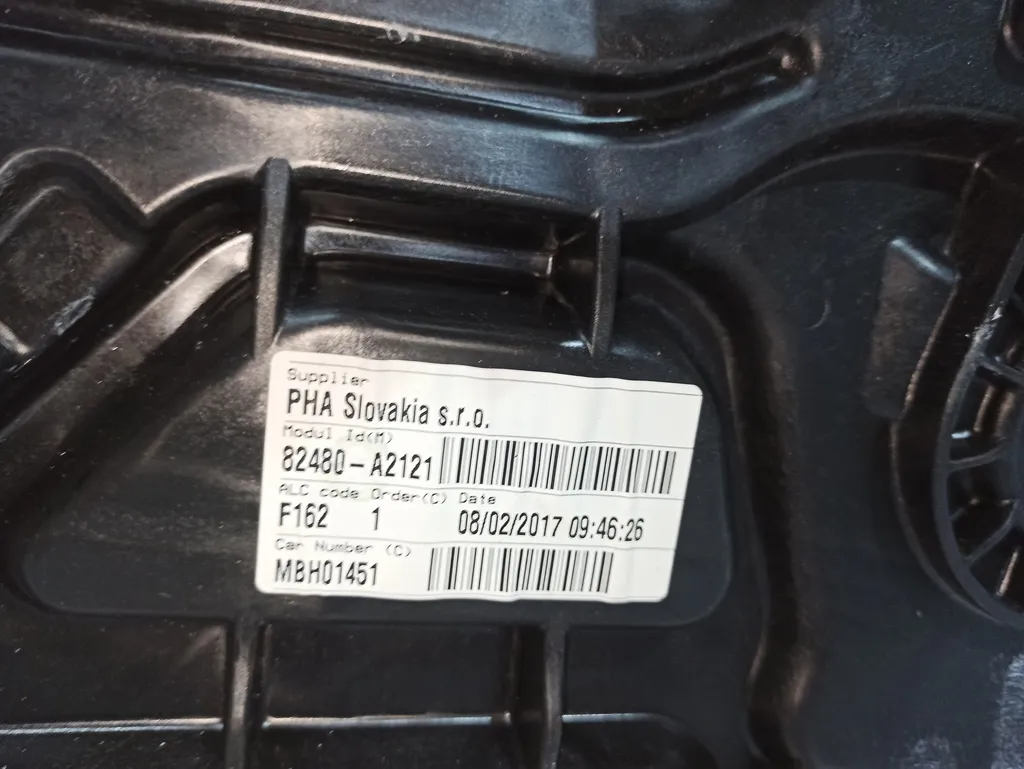 Supplier
PHA Slovakia s.r.o.
Modul Id(M)
82480-A2121
ALC code Order(C) Date
F162 1 08/02/2017 09:46:26
Car Number (C)
MBH01451